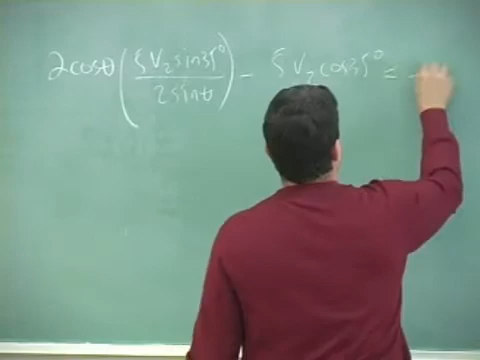 2cosθ ( 5V₂sin35° / 2sinθ ) - 5V₂cos35° = -